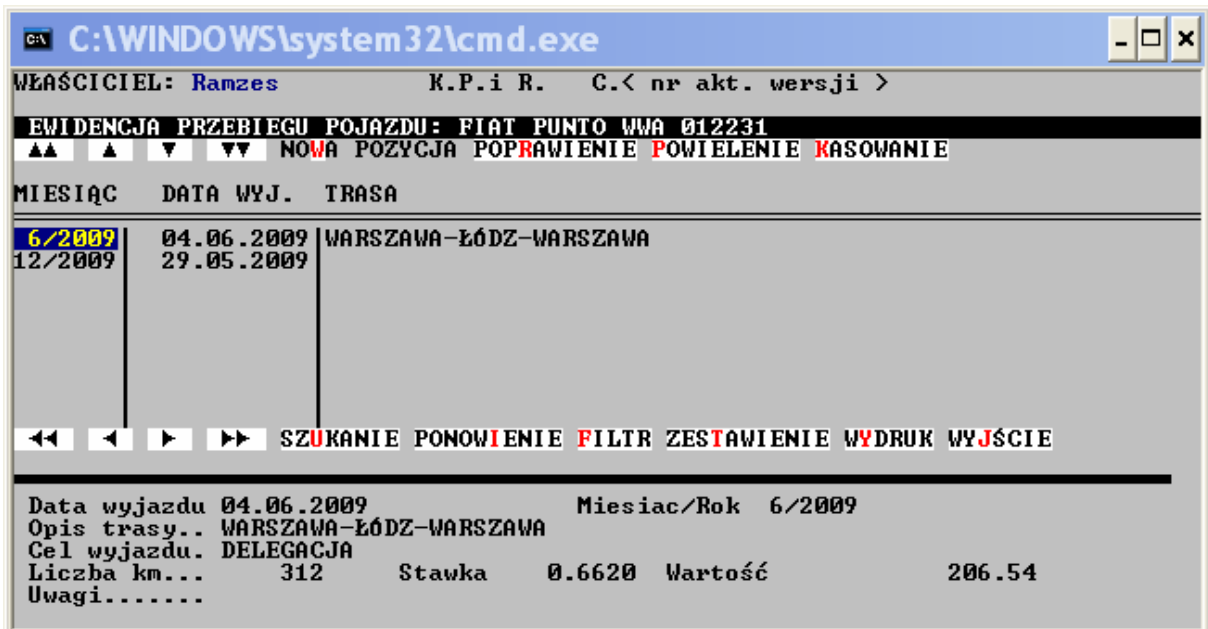 C:\WINDOWS\system32\cmd.exe
WŁAŚCICIEL: Ramzes K.P.i R. C.< nr akt. wersji >
EWIDENCJA PRZEBIEGU POJAZDU: FIAT PUNTO WWA 012231
NOWA POZYCJA POPRAWIENIE POWIELENIE KASOWANIE
MIESIĄC DATA WYJ. TRASA
6/2009 04.06.2009 WARSZAWA-ŁÓDZ-WARSZAWA
12/2009 29.05.2009
SZUKANIE PONOWIENIE FILTR ZESTAWIENIE WYDRUK WYJŚCIE
Data wyjazdu 04.06.2009 Miesiac/Rok 6/2009
Opis trasy.. WARSZAWA-ŁÓDZ-WARSZAWA
Cel wyjazdu. DELEGACJA
Liczba km... 312 Stawka 0.6620 Wartość 206.54
Uwagi.......